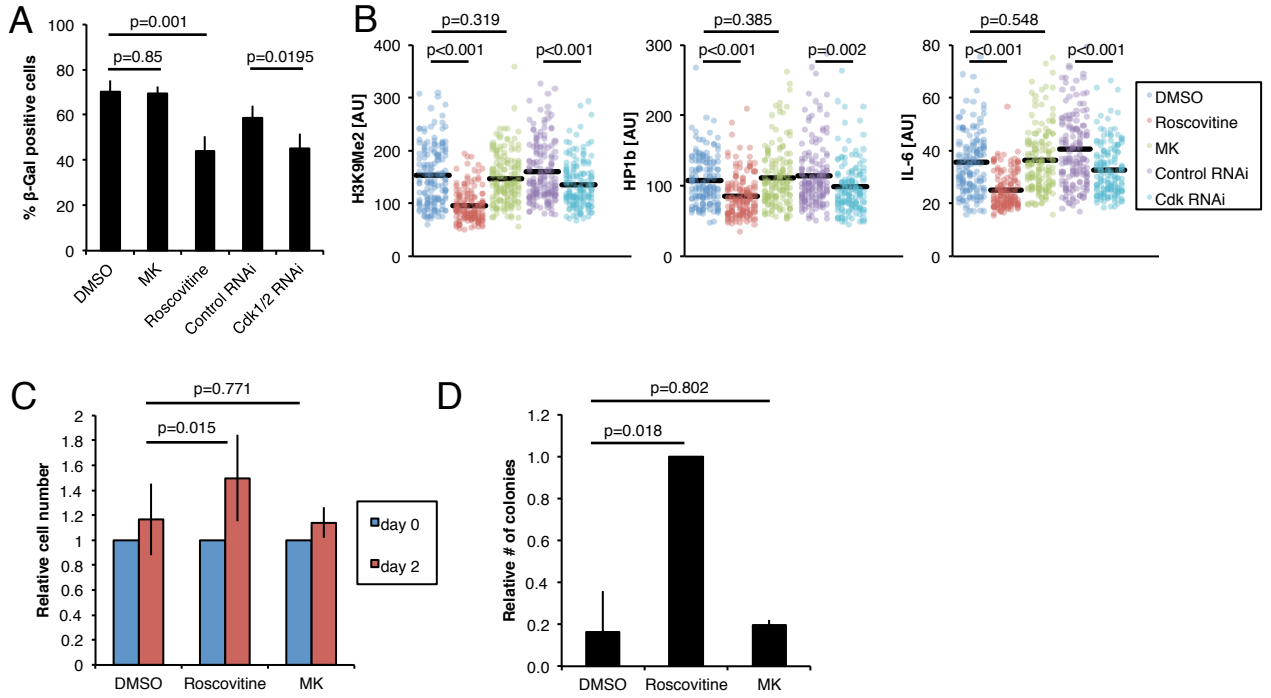 A
% β-Gal positive cells
100
80
60
40
20
0
p=0.001
p=0.85
p=0.0195
DMSO
MK
Roscovitine
Control RNAi
Cdk1/2 RNAi
B
H3K9Me2 [AU]
400
300
200
100
0
p=0.319
p<0.001
p<0.001
HP1b [AU]
300
200
100
0
p=0.385
p<0.001
p=0.002
IL-6 [AU]
80
60
40
20
0
p=0.548
p<0.001
p<0.001
DMSO
Roscovitine
MK
Control RNAi
Cdk RNAi
C
Relative cell number
2
1.8
1.6
1.4
1.2
1
0.8
0.6
0.4
0.2
0
p=0.771
p=0.015
DMSO
Roscovitine
MK
day 0
day 2
D
Relative # of colonies
1.2
1.0
0.8
0.6
0.4
0.2
0.0
p=0.802
p=0.018
DMSO
Roscovitine
MK